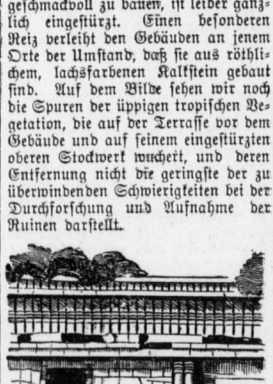 geschmackvoll zu bauen, ist leider gänz-
lich eingestürzt. Einen besonderen
Reiz verleiht den Gebäuden an jenem
Orte der Umstand, daß sie aus röthli-
chem, lachsfarbenen Kalkstein gebaut
sind. Auf dem Bilde sehen wir noch
die Spuren der üppigen tropischen Ve-
getation, die auf der Terrasse vor dem
Gebäude und auf seinem eingestürzten
oberen Stockwerk wuchert, und deren
Entfernung nicht die geringste der zu
überwindenden Schwierigkeiten bei der
Durchforschung und Aufnahme der
Ruinen darstellt.